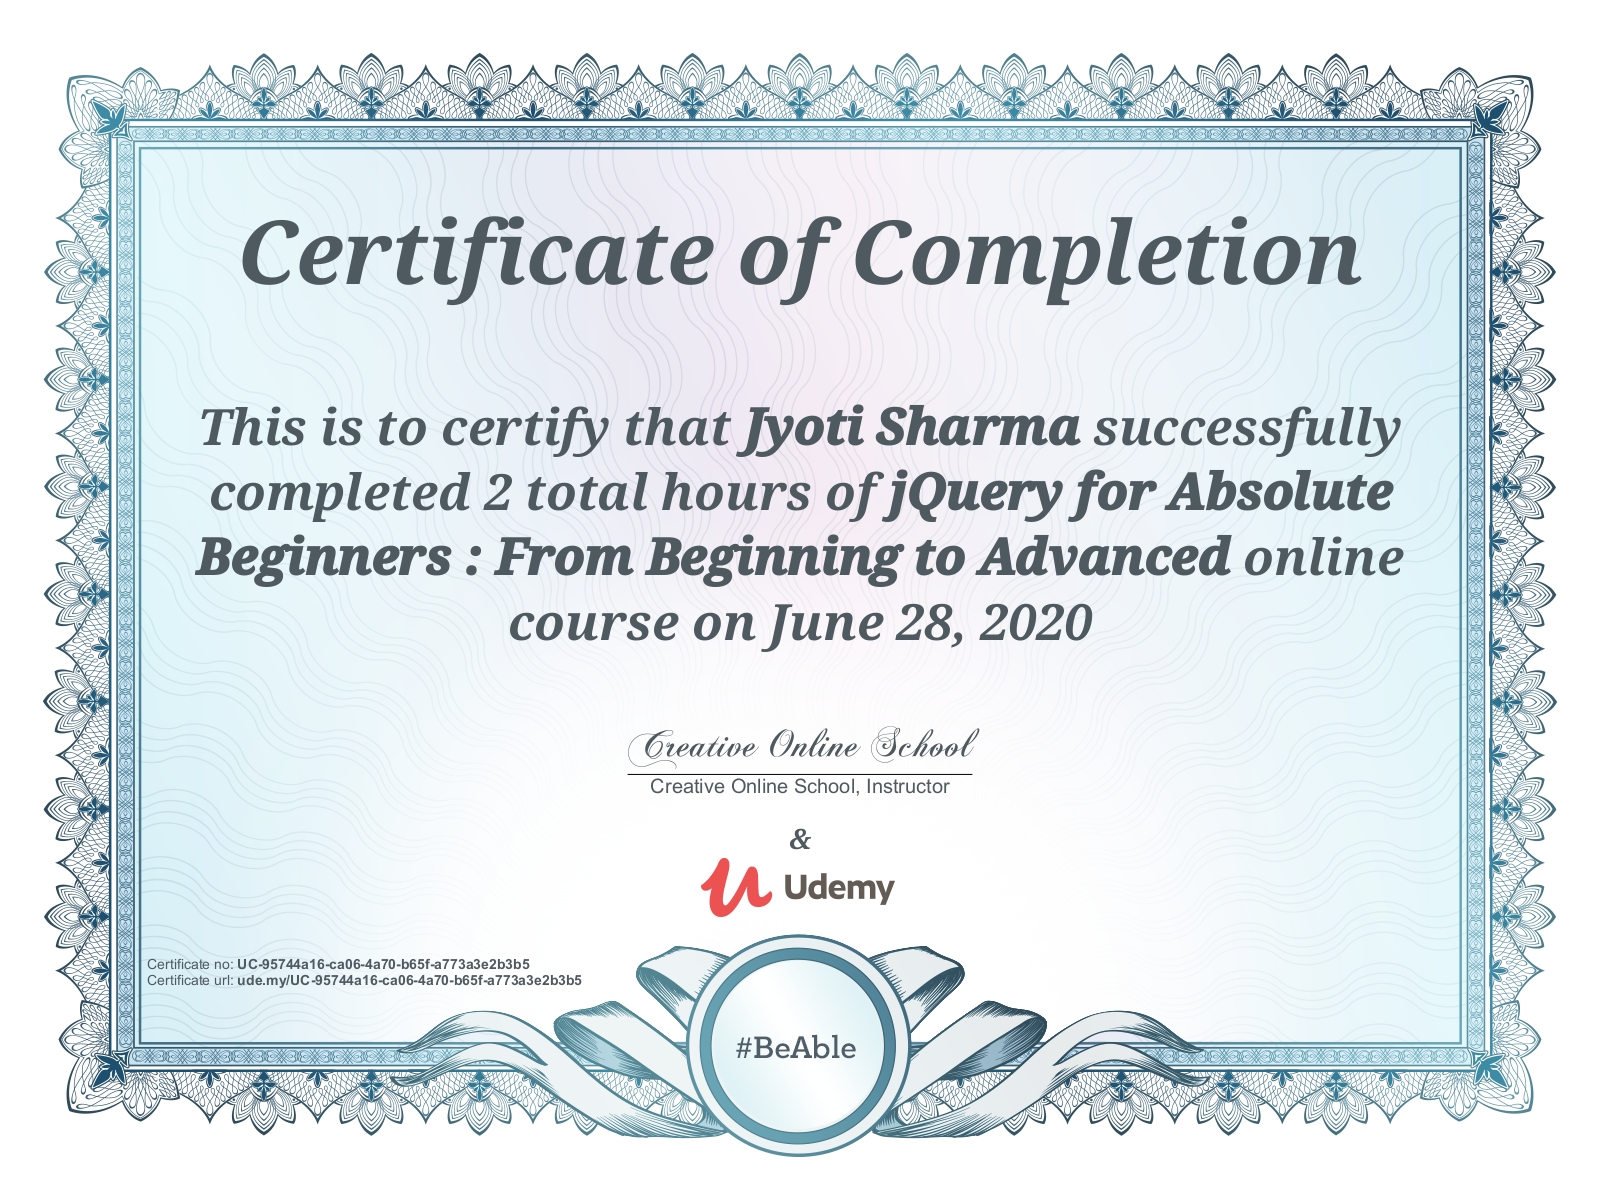 Certificate of Completion
This is to certify that Jyoti Sharma successfully
completed 2 total hours of jQuery for Absolute
Beginners : From Beginning to Advanced online
course on June 28, 2020
Creative Online School
Creative Online School, Instructor
&
Udemy
Certificate no: UC-95744a16-ca06-4a70-b65f-a773a3e2b3b5
Certificate url: ude.my/UC-95744a16-ca06-4a70-b65f-a773a3e2b3b5
#BeAble